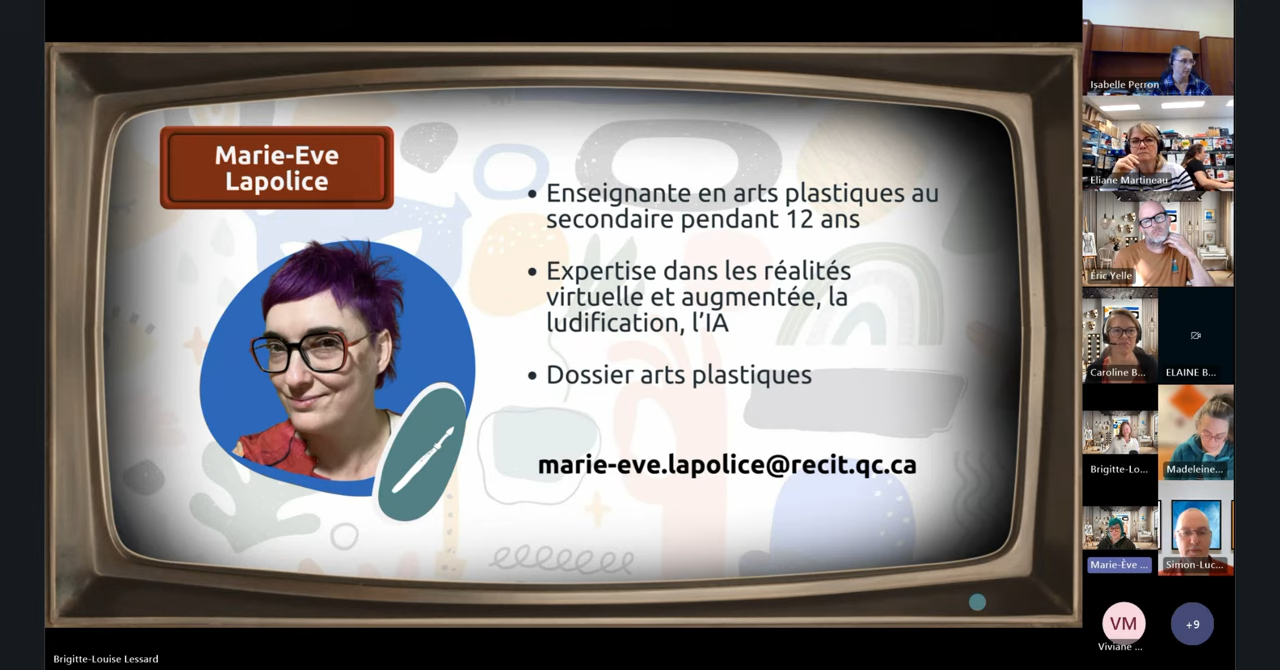 Marie-Eve
Lapolice
• Enseignante en arts plastiques au
secondaire pendant 12 ans
• Expertise dans les réalités
virtuelle et augmentée, la
ludification, l’IA
• Dossier arts plastiques
marie-eve.lapolice@recit.qc.ca
Isabelle Perron
Eliane Martineau
Éric Yelle
Caroline B...
ELAINE B...
Brigitte-Lo...
Madeleine...
Marie-Ève ...
Simon-Luc...
VM
+9
Viviane ...
Brigitte-Louise Lessard